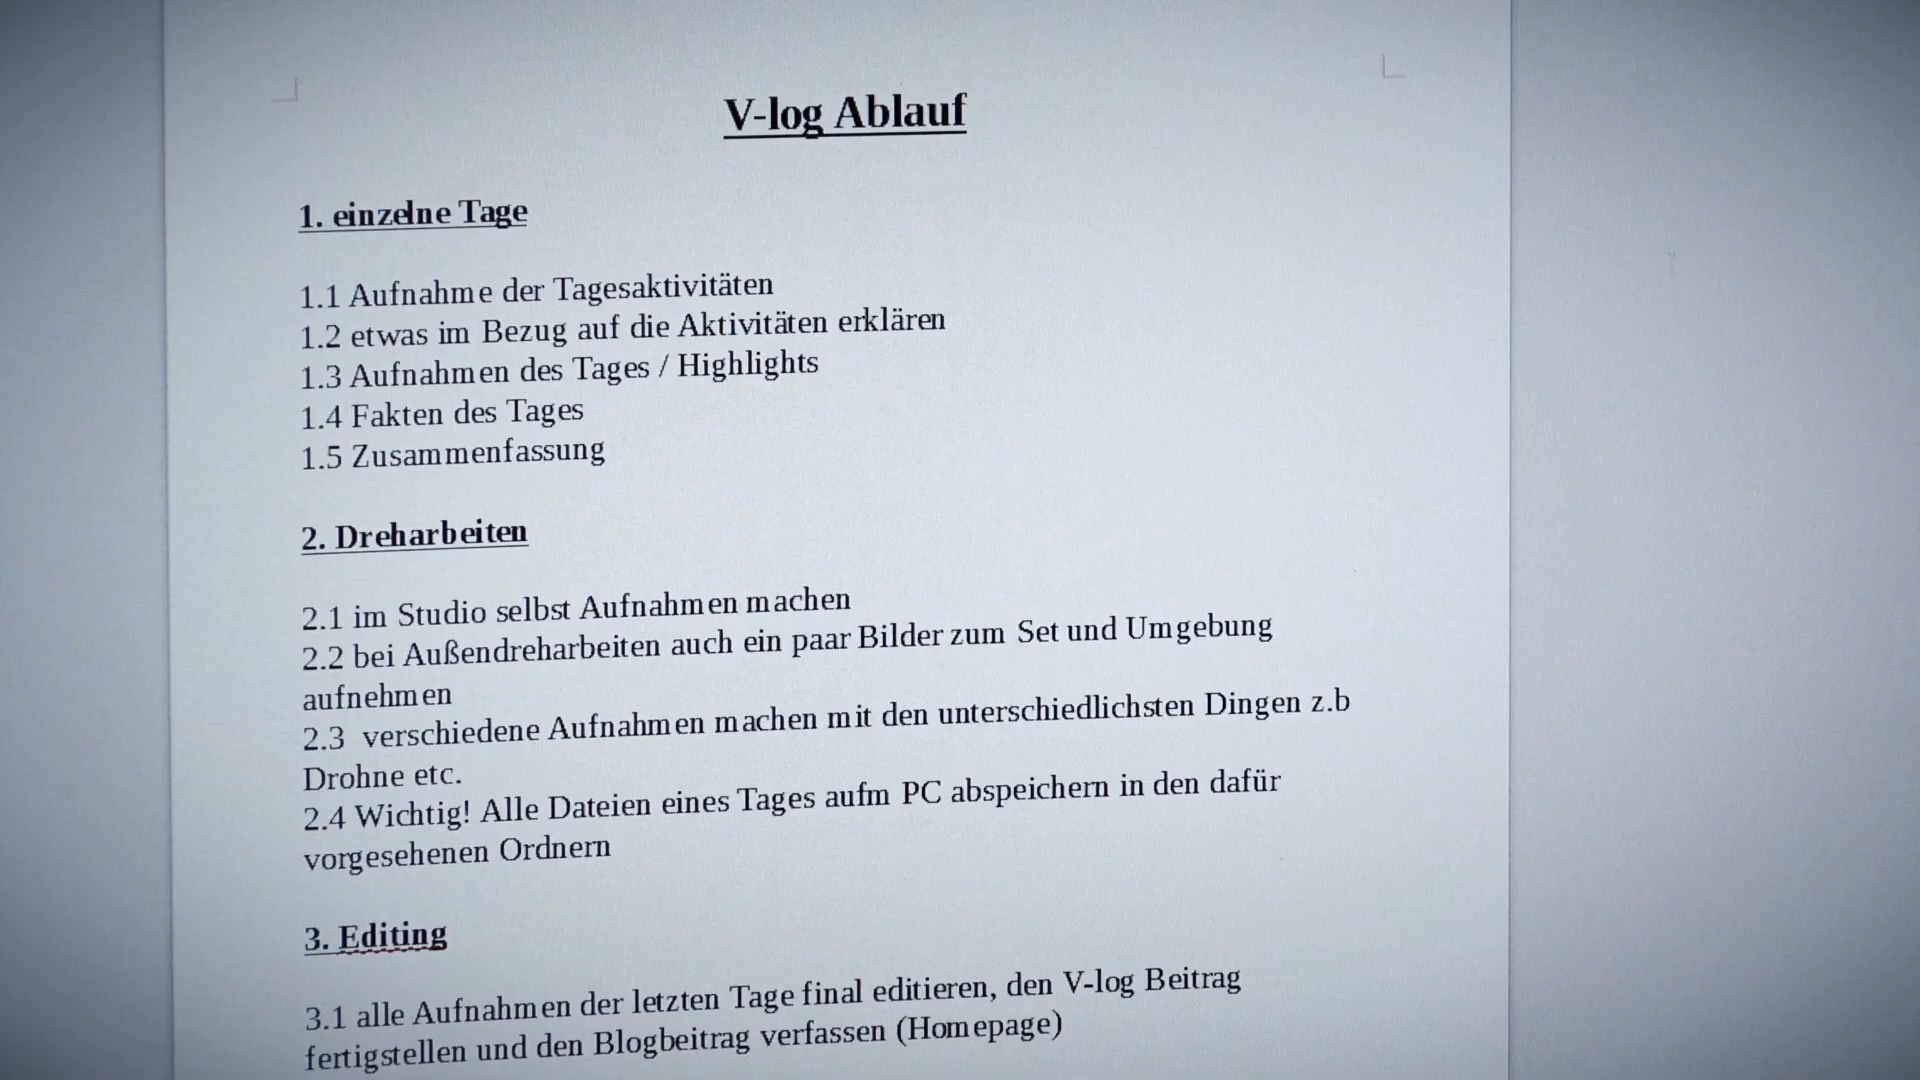 V-log Ablauf
1. einzelne Tage
1.1 Aufnahme der Tagesaktivitäten
1.2 etwas im Bezug auf die Aktivitäten erklären
1.3 Aufnahmen des Tages / Highlights
1.4 Fakten des Tages
1.5 Zusammenfassung
2. Dreharbeiten
2.1 im Studio selbst Aufnahmen machen
2.2 bei Außendreharbeiten auch ein paar Bilder zum Set und Umgebung
aufnehmen
2.3 verschiedene Aufnahmen machen mit den unterschiedlichsten Dingen z.b
Drohne etc.
2.4 Wichtig! Alle Dateien eines Tages aufm PC abspeichern in den dafür
vorgesehenen Ordnern
3. Editing
3.1 alle Aufnahmen der letzten Tage final editieren, den V-log Beitrag
fertigstellen und den Blogbeitrag verfassen (Homepage)